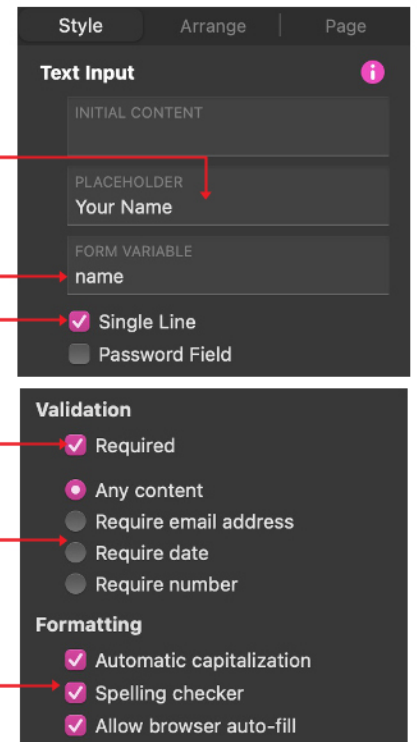 Style Arrange Page
Text Input i
INITIAL CONTENT
PLACEHOLDER
Your Name
FORM VARIABLE
name
Single Line
Password Field
Validation
Required
Any content
Require email address
Require date
Require number
Formatting
Automatic capitalization
Spelling checker
Allow browser auto-fill